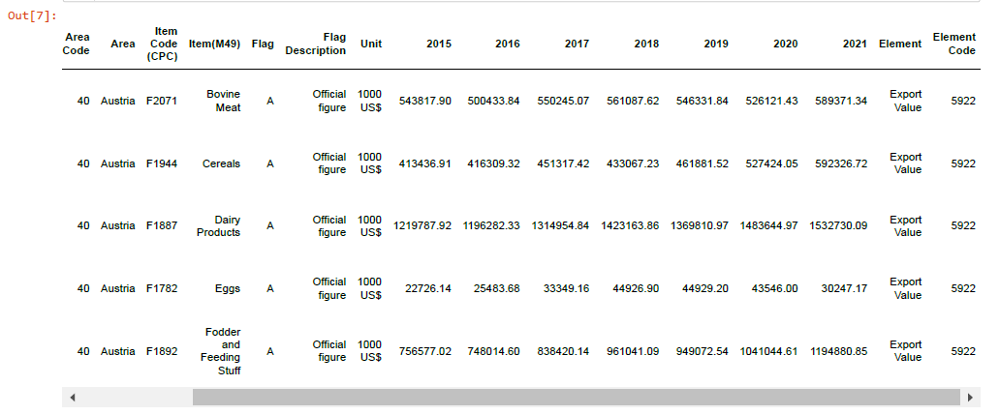 Out[7]:
Area Code Area Item Code (CPC) Item(M49) Flag Flag Description Unit 2015 2016 2017 2018 2019 2020 2021 Element Element Code
40 Austria F2071 Bovine Meat A Official figure 1000 US$ 543817.90 500433.84 550245.07 561087.62 546331.84 526121.43 589371.34 Export Value 5922
40 Austria F1944 Cereals A Official figure 1000 US$ 413436.91 416309.32 451317.42 433067.23 461881.52 527424.05 592326.72 Export Value 5922
40 Austria F1887 Dairy Products A Official figure 1000 US$ 1219787.92 1196282.33 1314954.84 1423163.86 1369810.97 1483644.97 1532730.09 Export Value 5922
40 Austria F1782 Eggs A Official figure 1000 US$ 22726.14 25483.68 33349.16 44926.90 44929.20 43546.00 30247.17 Export Value 5922
40 Austria F1892 Fodder and Feeding Stuff A Official figure 1000 US$ 756577.02 748014.60 838420.14 961041.09 949072.54 1041044.61 1194880.85 Export Value 5922